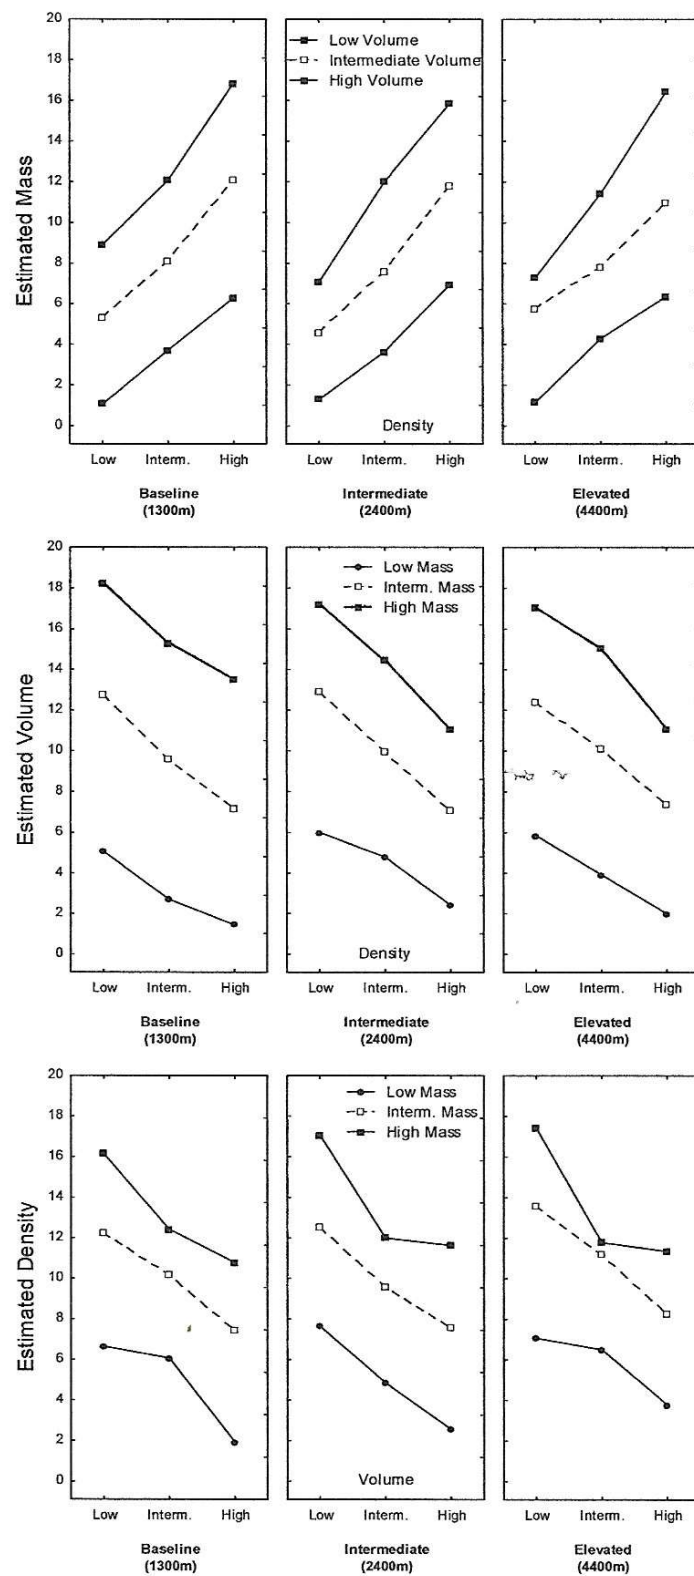 Estimated Mass
20
18
16
14
12
10
8
6
4
2
0
Low Volume
Intermediate Volume
High Volume
Density
Low Interm. High
Low Interm. High
Low Interm. High
Baseline
(1300m)
Intermediate
(2400m)
Elevated
(4400m)
Estimated Volume
20
18
16
14
12
10
8
6
4
2
0
Low Mass
Interm. Mass
High Mass
Density
Low Interm. High
Low Interm. High
Low Interm. High
Baseline
(1300m)
Intermediate
(2400m)
Elevated
(4400m)
Estimated Density
20
18
16
14
12
10
8
6
4
2
0
Low Mass
Interm. Mass
High Mass
Volume
Low Interm. High
Low Interm. High
Low Interm. High
Baseline
(1300m)
Intermediate
(2400m)
Elevated
(4400m)